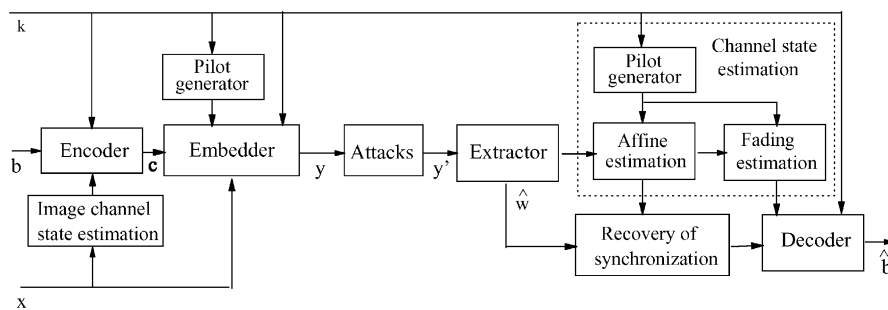 k
Pilot
generator
Channel state
estimation
Pilot
generator
Encoder
b
c
Embedder
y
Attacks
y’
Extractor
ŵ
Affine
estimation
Fading
estimation
Image channel
state estimation
Recovery of
synchronization
Decoder
b̂
x